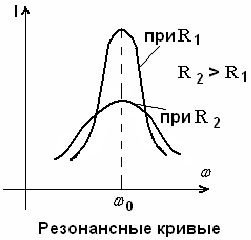 I
при R₁
R₂ > R₁
при R₂
ω
ω₀
Резонансные кривые